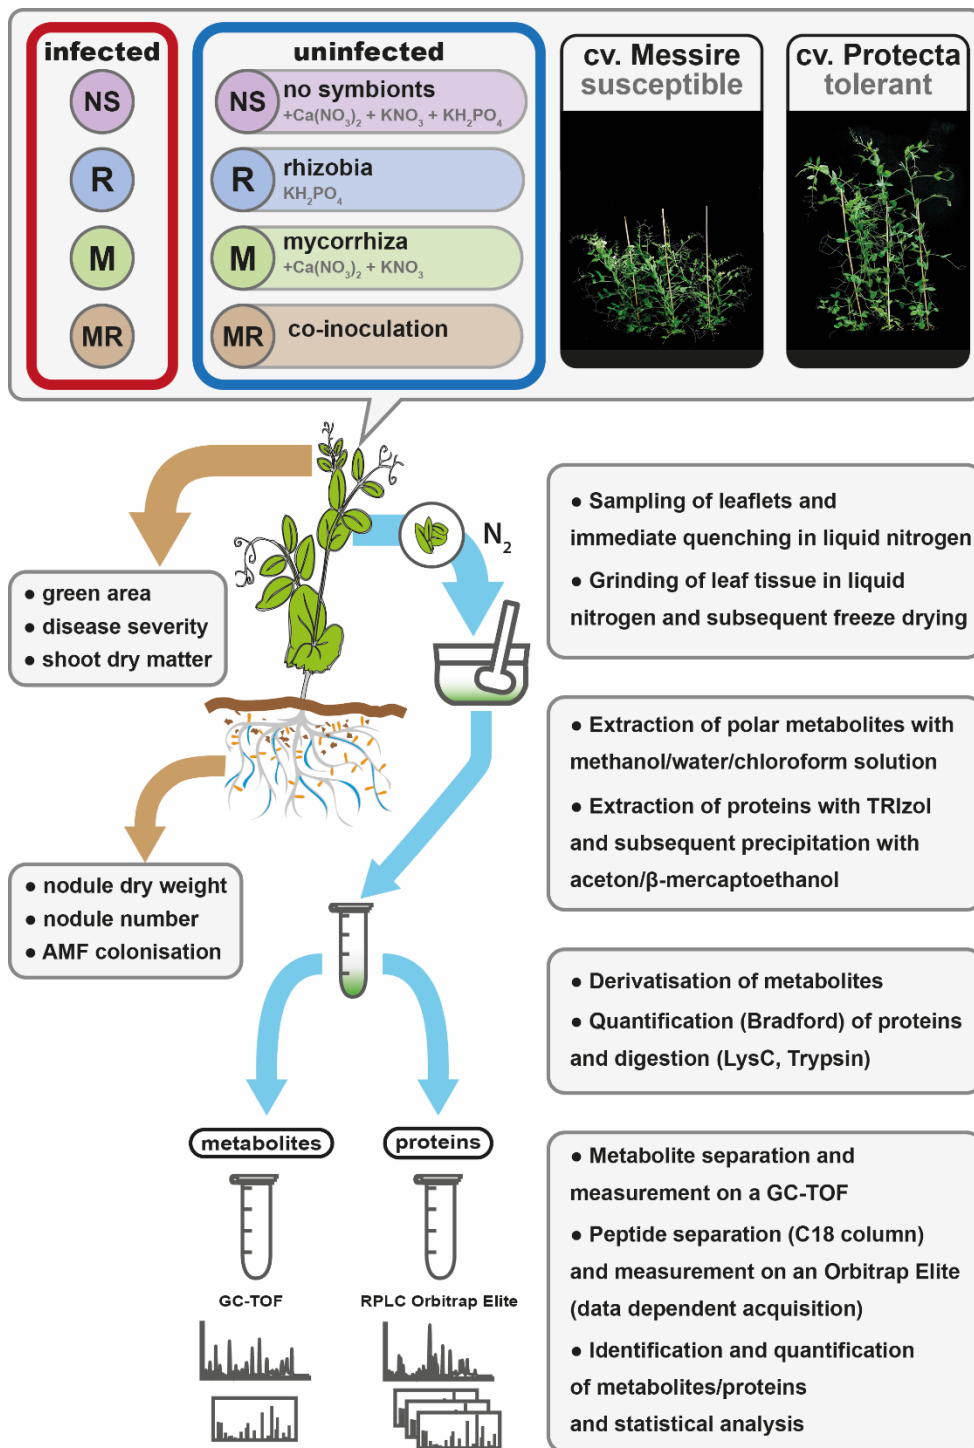 infected
NS
R
M
MR
uninfected
NS no symbionts
+Ca(NO₃)₂ + KNO₃ + KH₂PO₄
R rhizobia
KH₂PO₄
M mycorrhiza
+Ca(NO₃)₂ + KNO₃
MR co-inoculation
cv. Messire
susceptible
cv. Protecta
tolerant
N₂
● green area
● disease severity
● shoot dry matter
● nodule dry weight
● nodule number
● AMF colonisation
● Sampling of leaflets and
immediate quenching in liquid nitrogen
● Grinding of leaf tissue in liquid
nitrogen and subsequent freeze drying
● Extraction of polar metabolites with
methanol/water/chloroform solution
● Extraction of proteins with TRIzol
and subsequent precipitation with
aceton/β-mercaptoethanol
● Derivatisation of metabolites
● Quantification (Bradford) of proteins
and digestion (LysC, Trypsin)
metabolites
proteins
GC-TOF
RPLC Orbitrap Elite
● Metabolite separation and
measurement on a GC-TOF
● Peptide separation (C18 column)
and measurement on an Orbitrap Elite
(data dependent acquisition)
● Identification and quantification
of metabolites/proteins
and statistical analysis